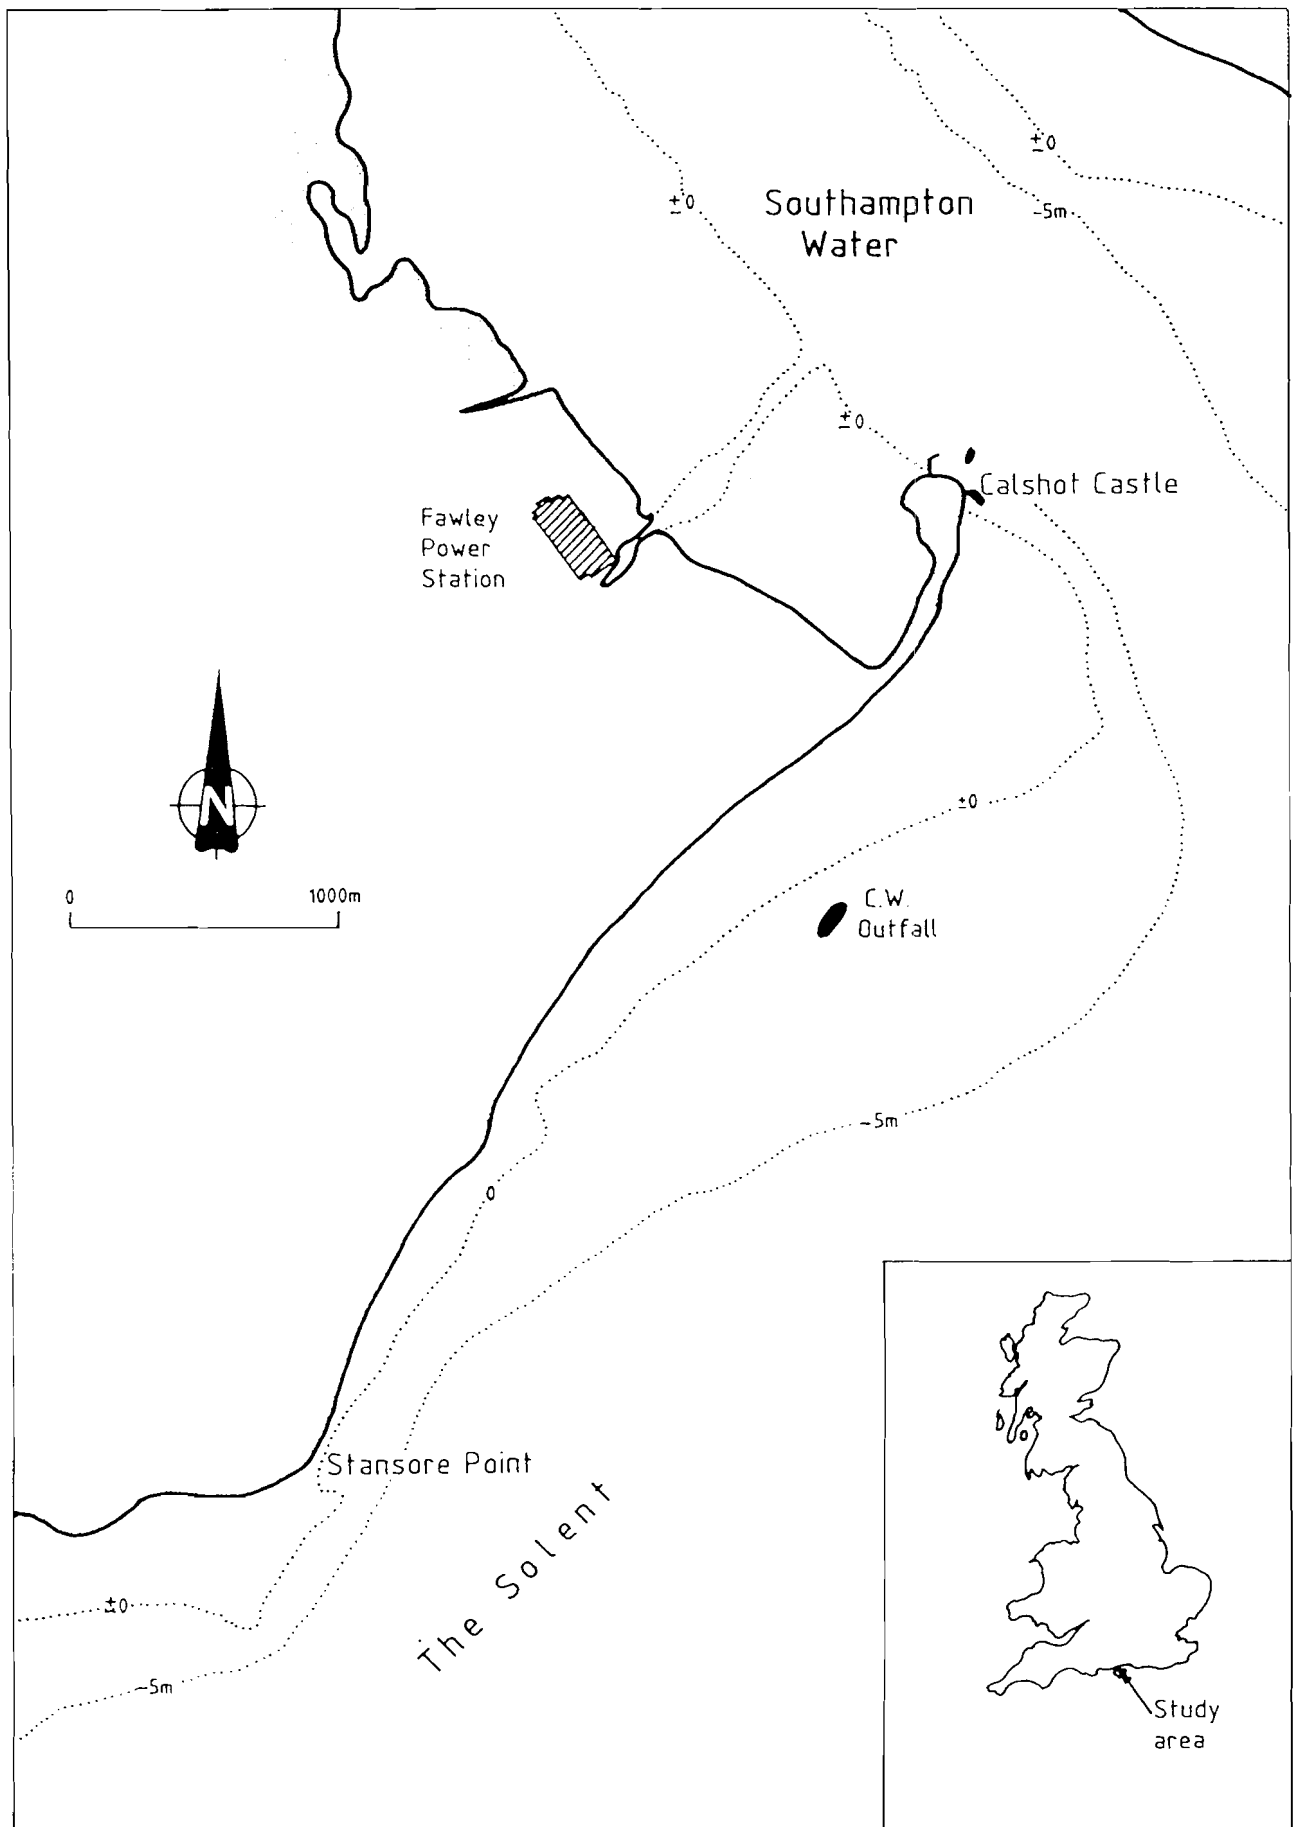 ±0
±0
Southampton
Water
-5m
±0
Calshot Castle
Fawley
Power
Station
N
0
1000m
±0
C.W.
Outfall
-5m
0
Stansore Point
The Solent
±0
-5m
Study
area